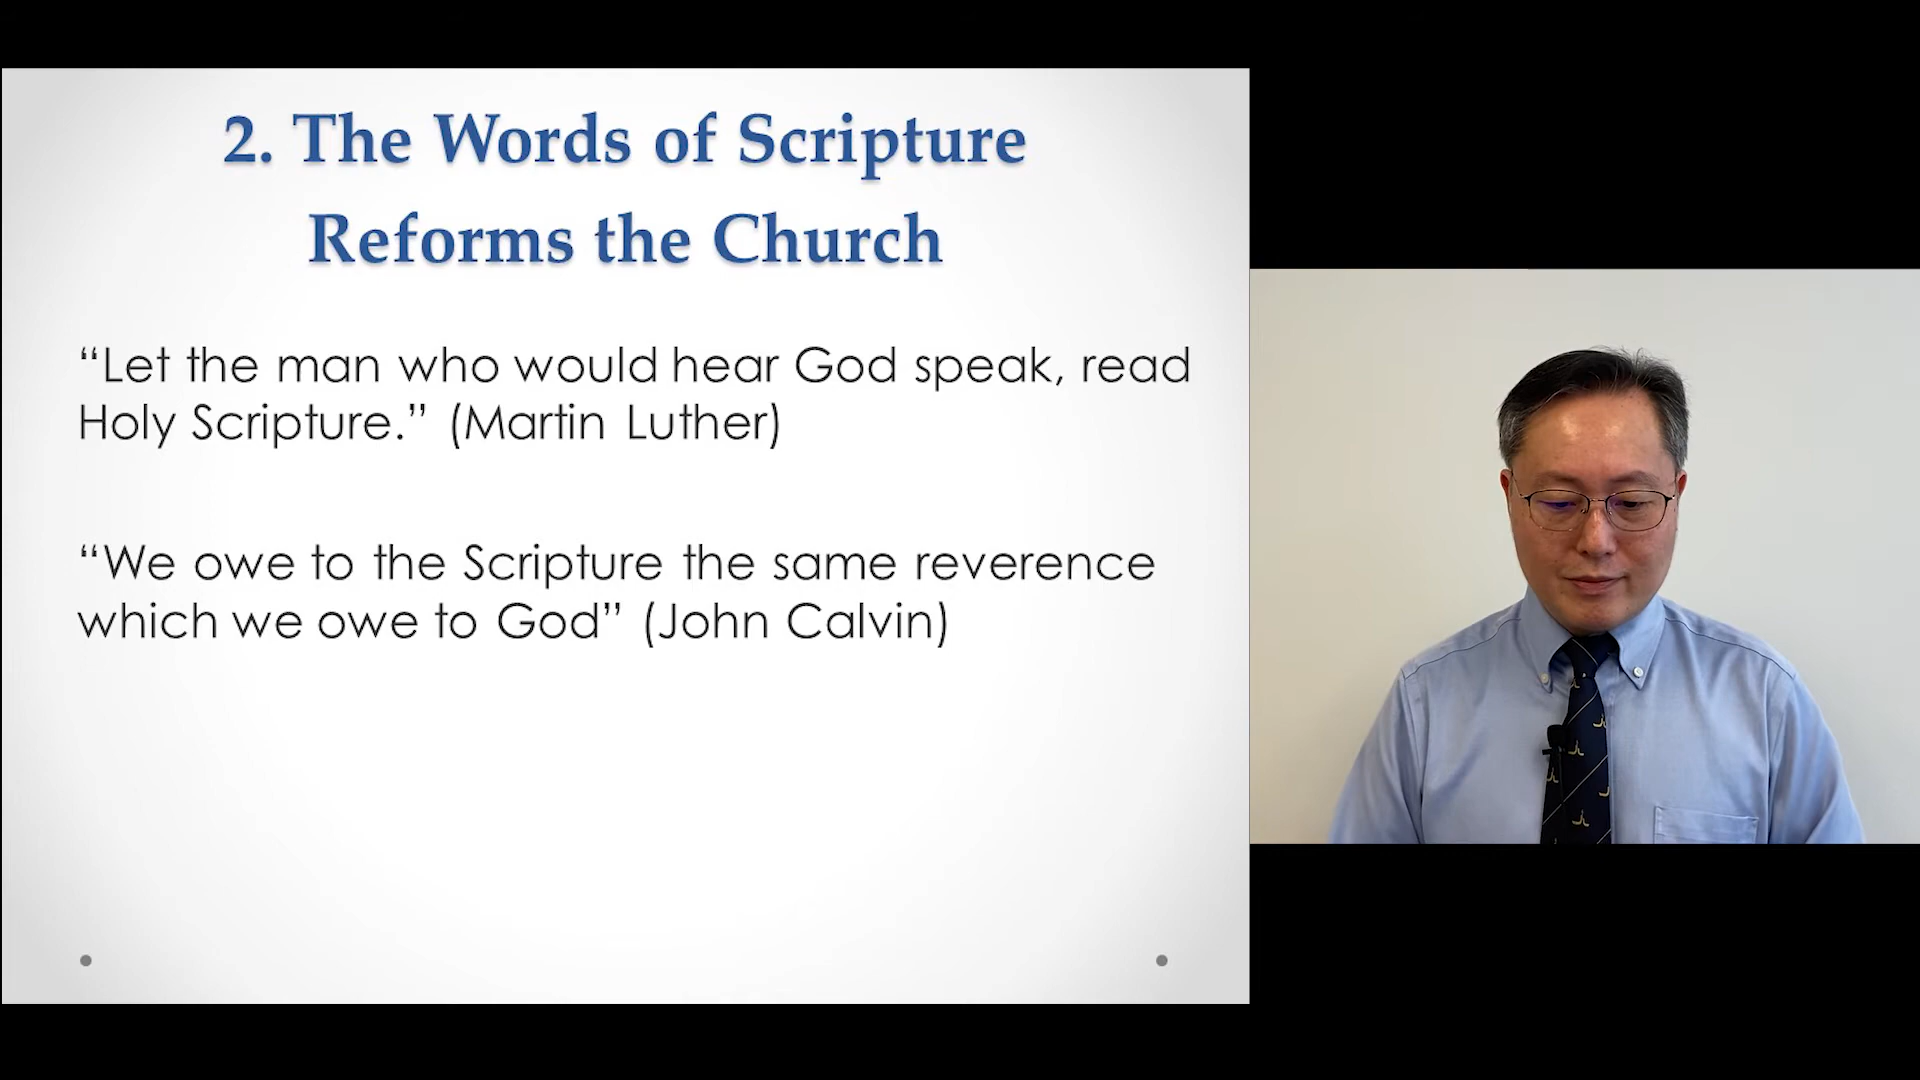 2. The Words of Scripture
Reforms the Church
“Let the man who would hear God speak, read
Holy Scripture.” (Martin Luther)
“We owe to the Scripture the same reverence
which we owe to God” (John Calvin)